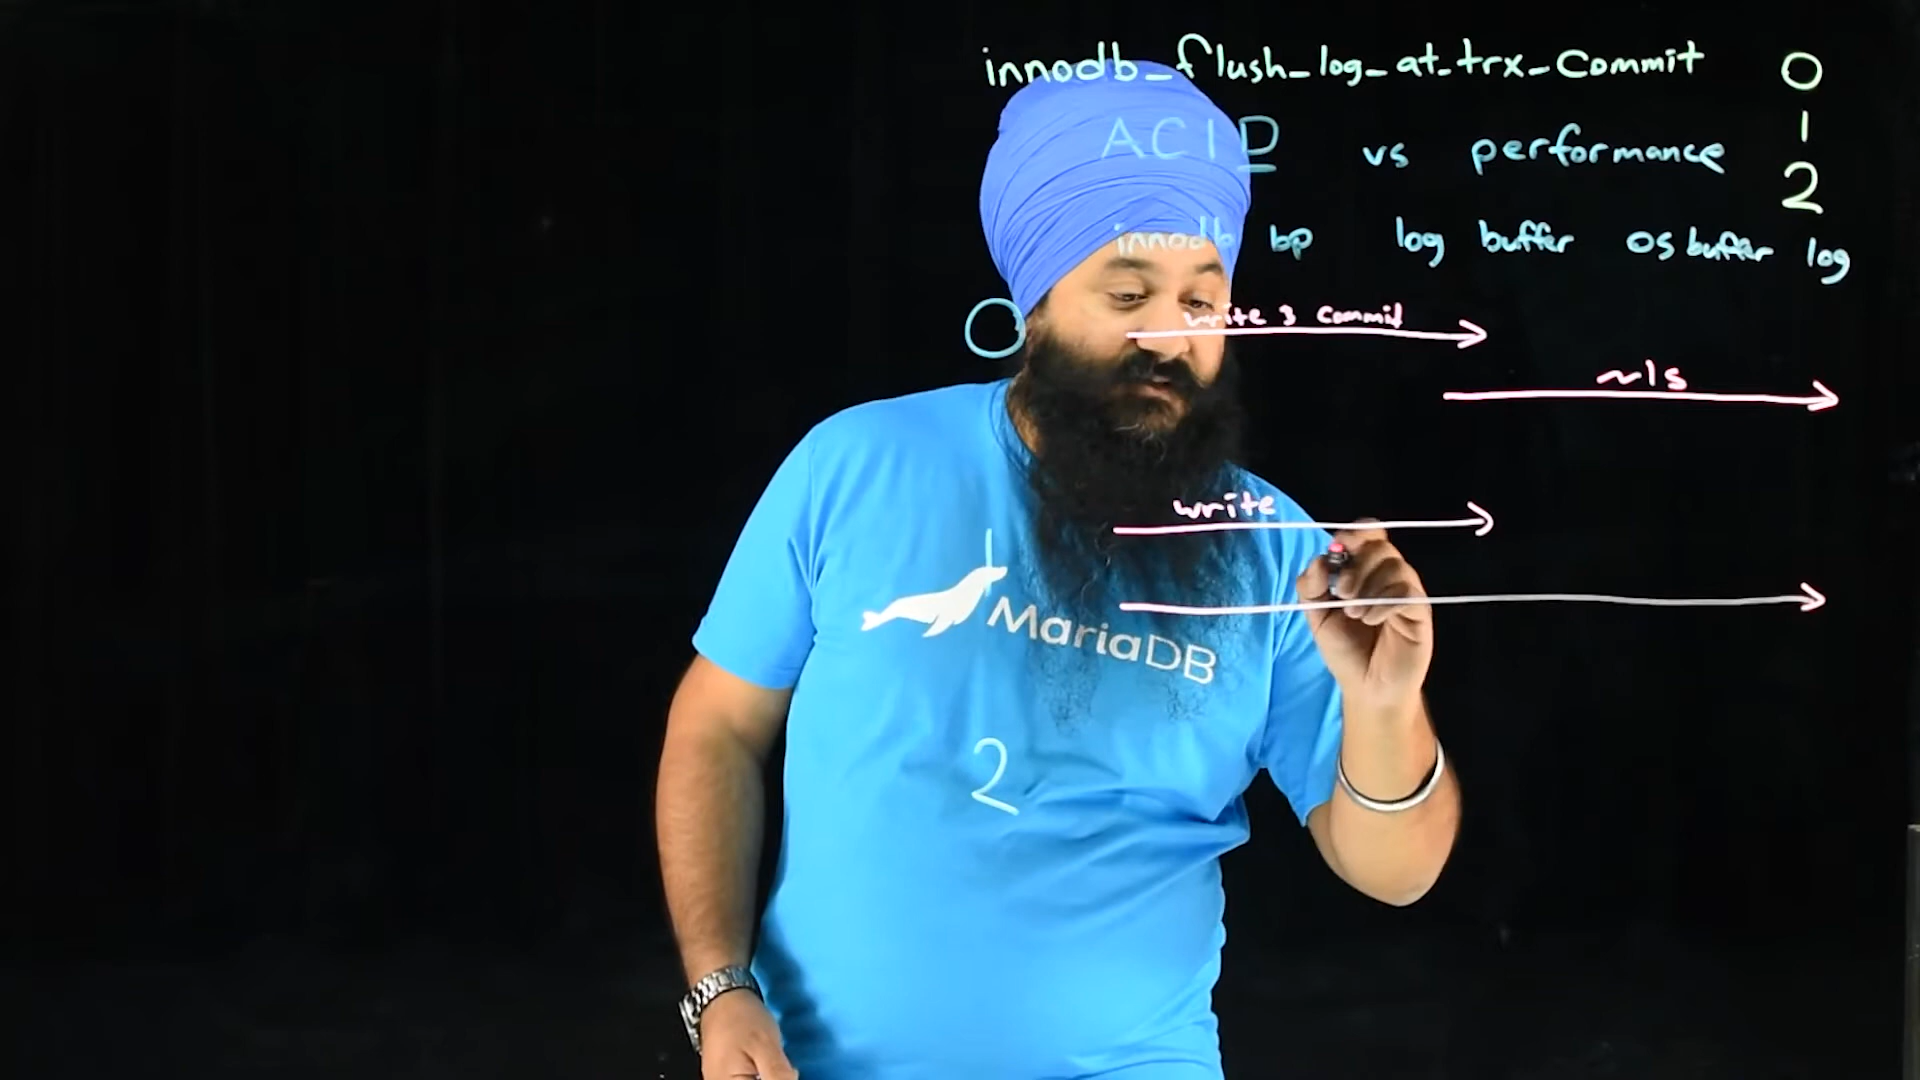 innodb_flush_log_at_trx_commit 0
1
ACID vs performance
2
innodb bp log buffer os buffer log
0 write & commit
~1s
write
1
MariaDB
2